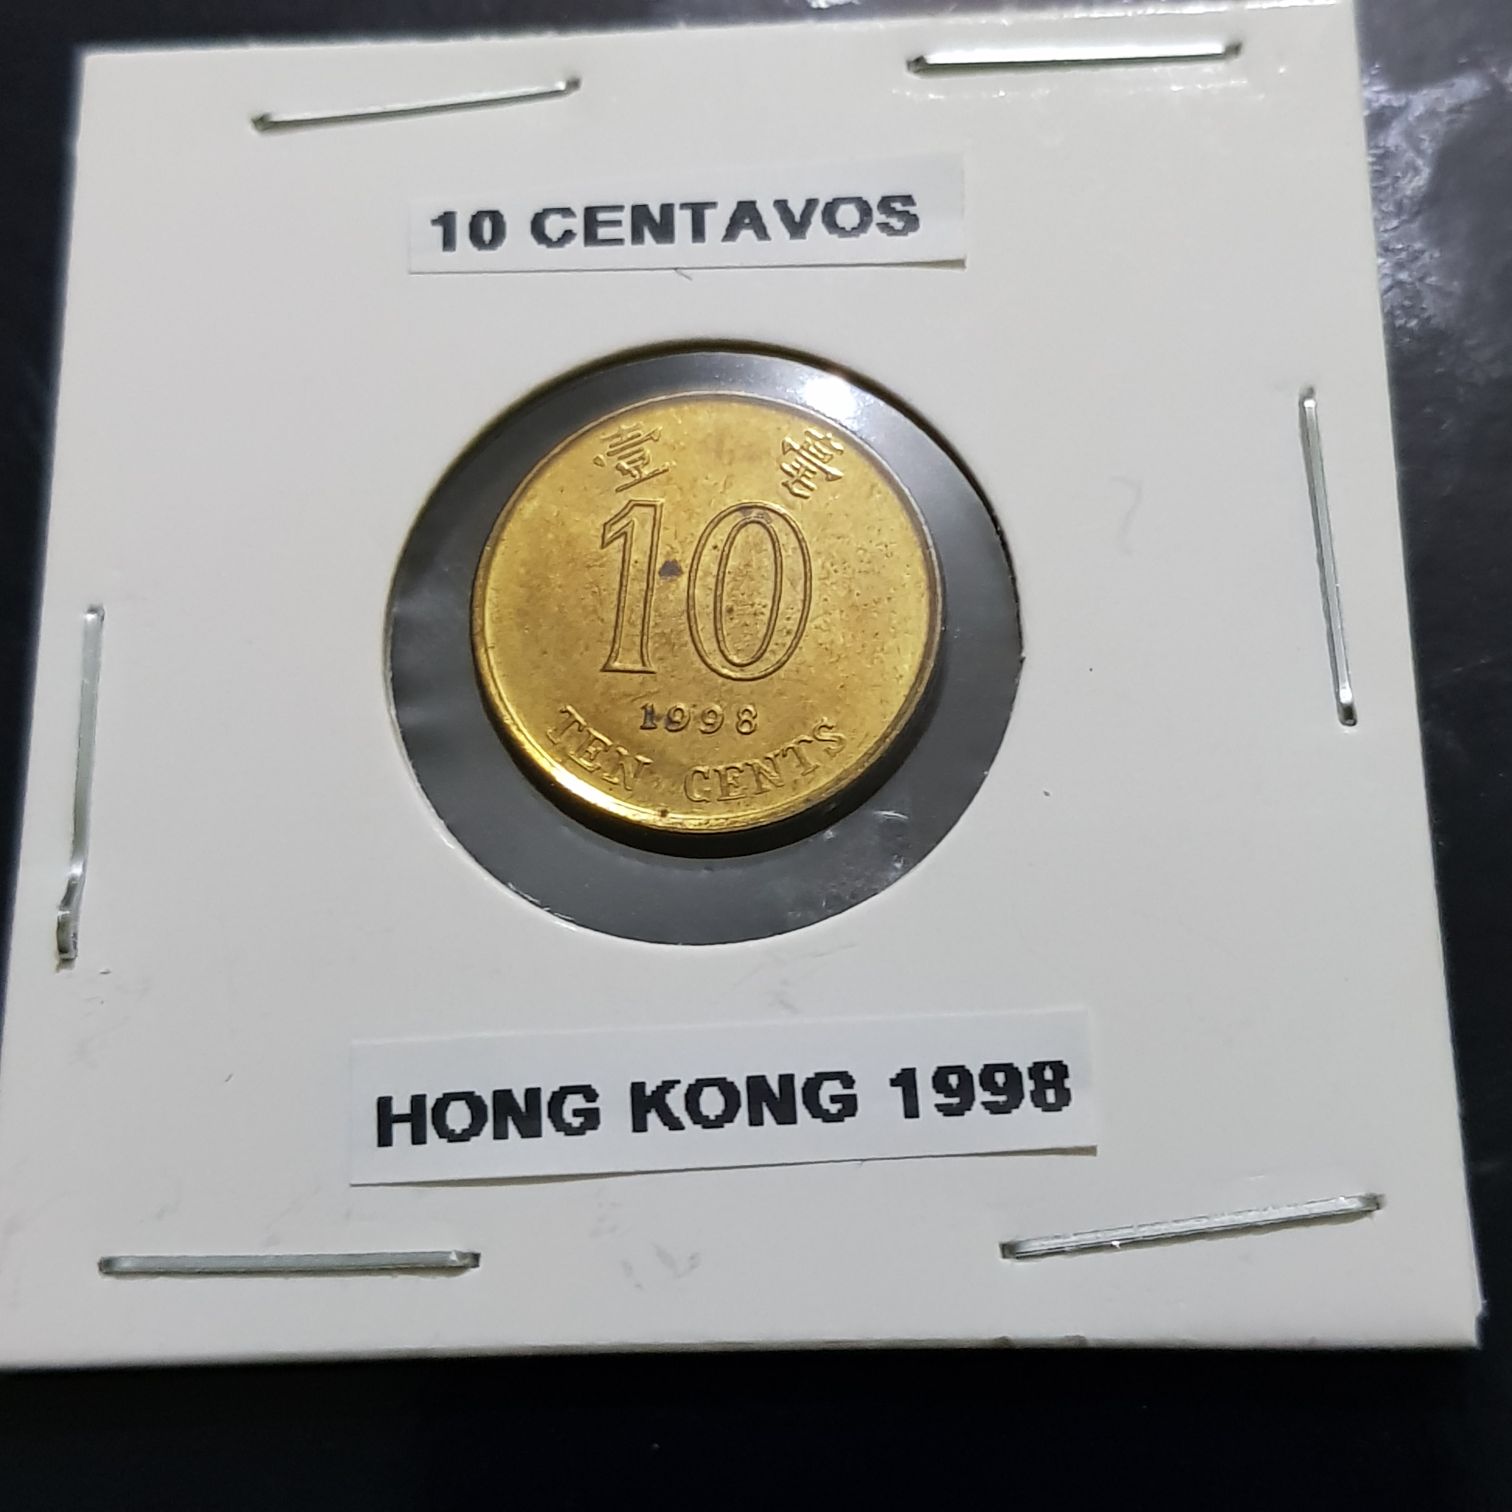 10 CENTAVOS
壹 毫
10
1998
TEN CENTS
HONG KONG 1998